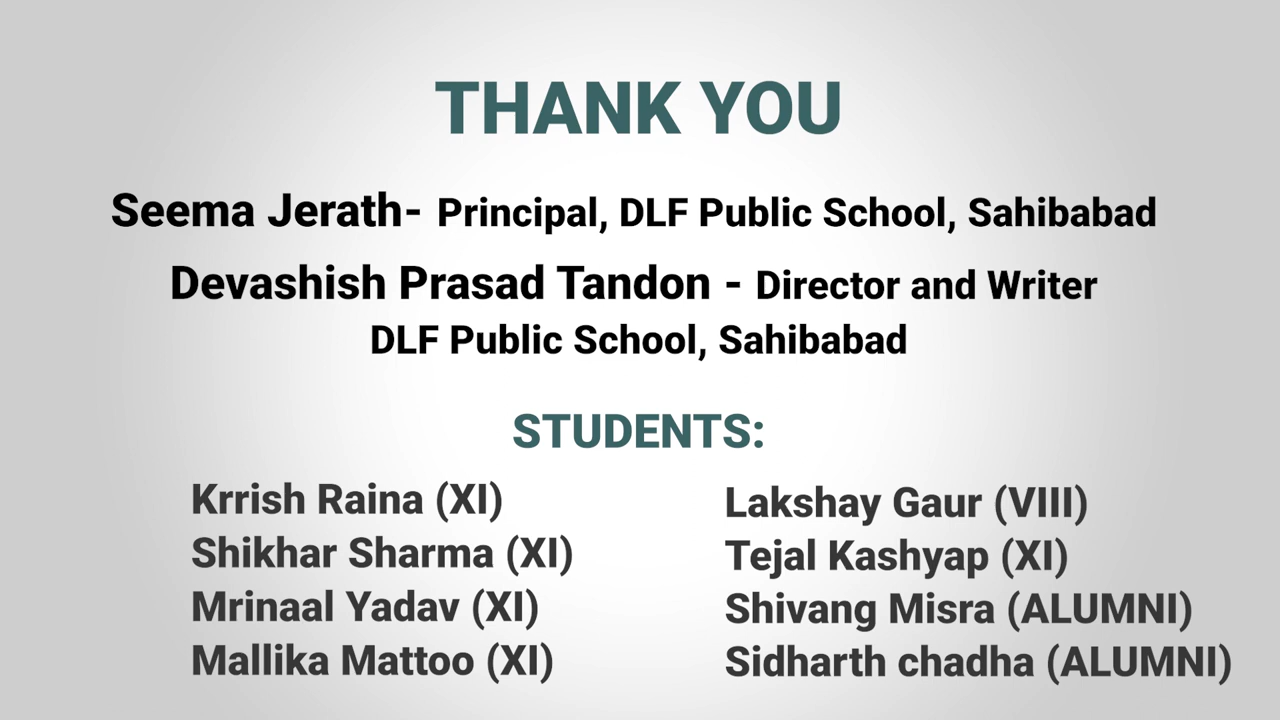 THANK YOU
Seema Jerath- Principal, DLF Public School, Sahibabad
Devashish Prasad Tandon - Director and Writer
DLF Public School, Sahibabad
STUDENTS:
Krrish Raina (XI)
Shikhar Sharma (XI)
Mrinaal Yadav (XI)
Mallika Mattoo (XI)
Lakshay Gaur (VIII)
Tejal Kashyap (XI)
Shivang Misra (ALUMNI)
Sidharth chadha (ALUMNI)